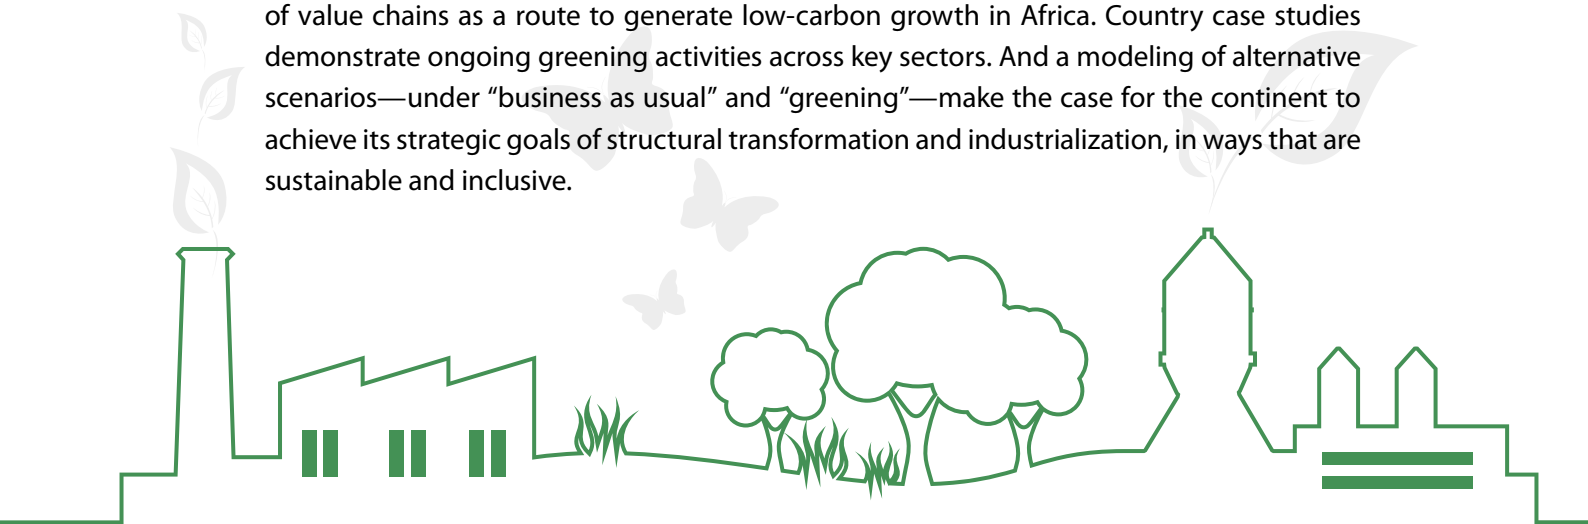 of value chains as a route to generate low-carbon growth in Africa. Country case studies
demonstrate ongoing greening activities across key sectors. And a modeling of alternative
scenarios—under “business as usual” and “greening”—make the case for the continent to
achieve its strategic goals of structural transformation and industrialization, in ways that are
sustainable and inclusive.